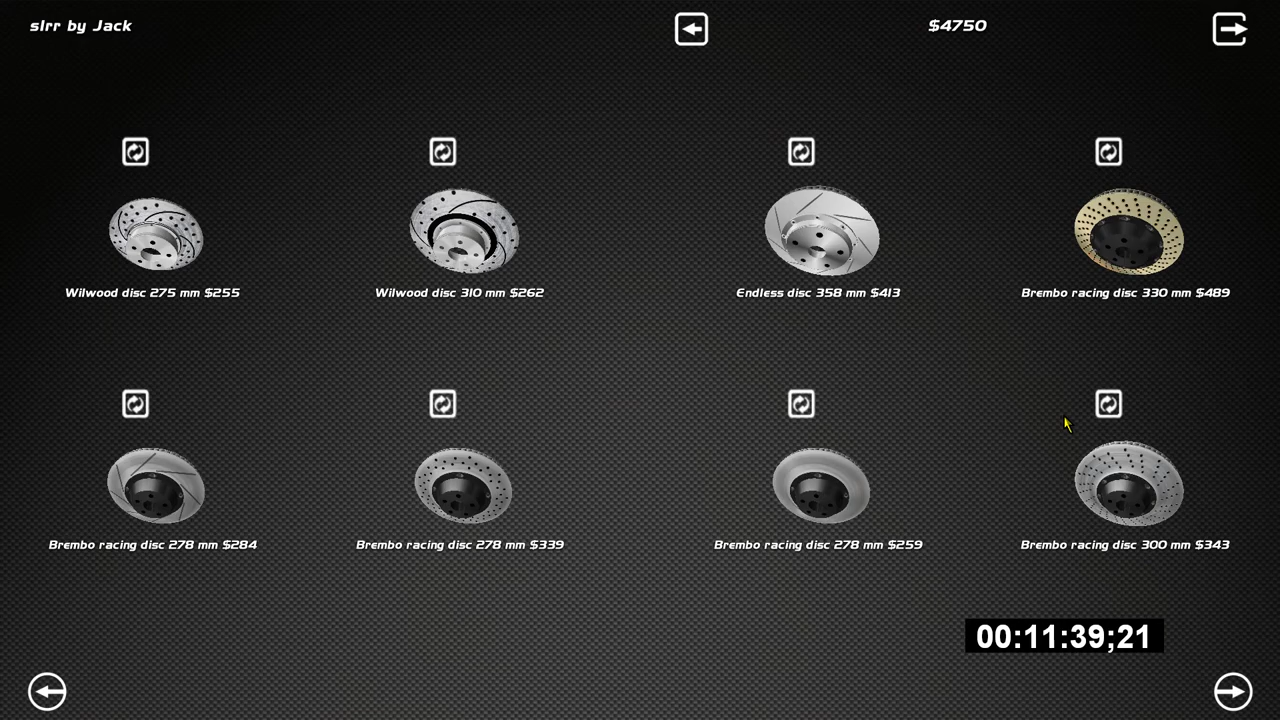 slrr by Jack
$4750
Wilwood disc 275 mm $255
Wilwood disc 310 mm $262
Endless disc 358 mm $413
Brembo racing disc 330 mm $489
Brembo racing disc 278 mm $284
Brembo racing disc 278 mm $339
Brembo racing disc 278 mm $259
Brembo racing disc 300 mm $343
00:11:39;21